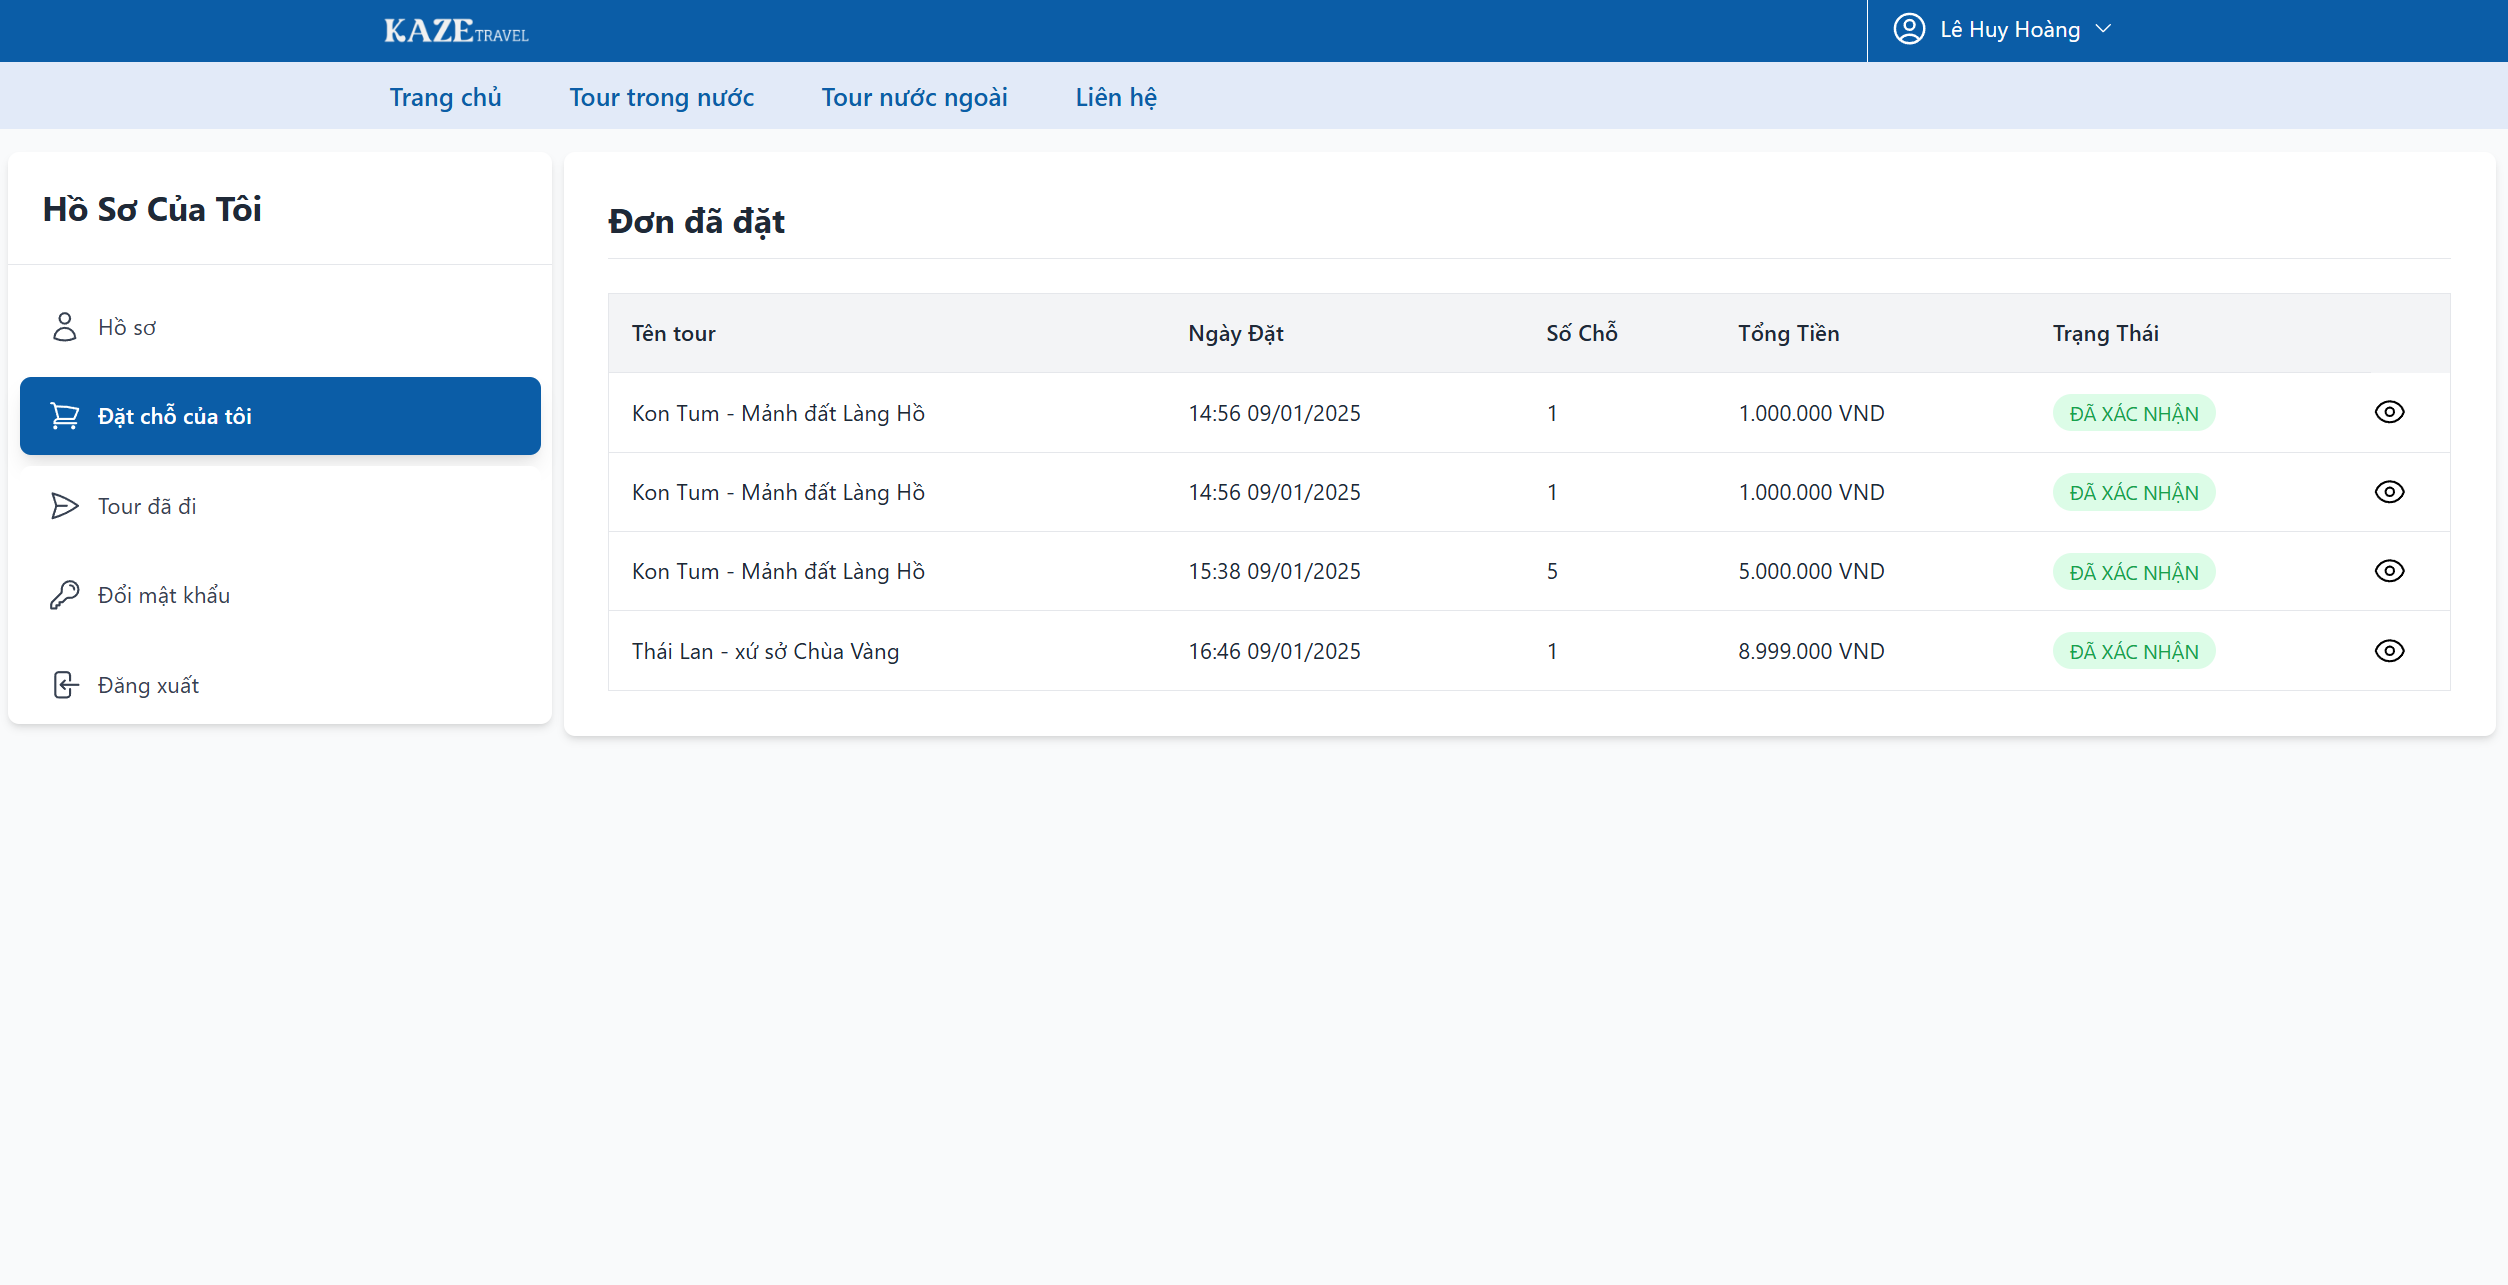 KAZE TRAVEL
Lê Huy Hoàng
Trang chủ Tour trong nước Tour nước ngoài Liên hệ
Hồ Sơ Của Tôi
Hồ sơ
Đặt chỗ của tôi
Tour đã đi
Đổi mật khẩu
Đăng xuất
Đơn đã đặt
Tên tour Ngày Đặt Số Chỗ Tổng Tiền Trạng Thái
Kon Tum - Mảnh đất Làng Hồ 14:56 09/01/2025 1 1.000.000 VND ĐÃ XÁC NHẬN
Kon Tum - Mảnh đất Làng Hồ 14:56 09/01/2025 1 1.000.000 VND ĐÃ XÁC NHẬN
Kon Tum - Mảnh đất Làng Hồ 15:38 09/01/2025 5 5.000.000 VND ĐÃ XÁC NHẬN
Thái Lan - xứ sở Chùa Vàng 16:46 09/01/2025 1 8.999.000 VND ĐÃ XÁC NHẬN